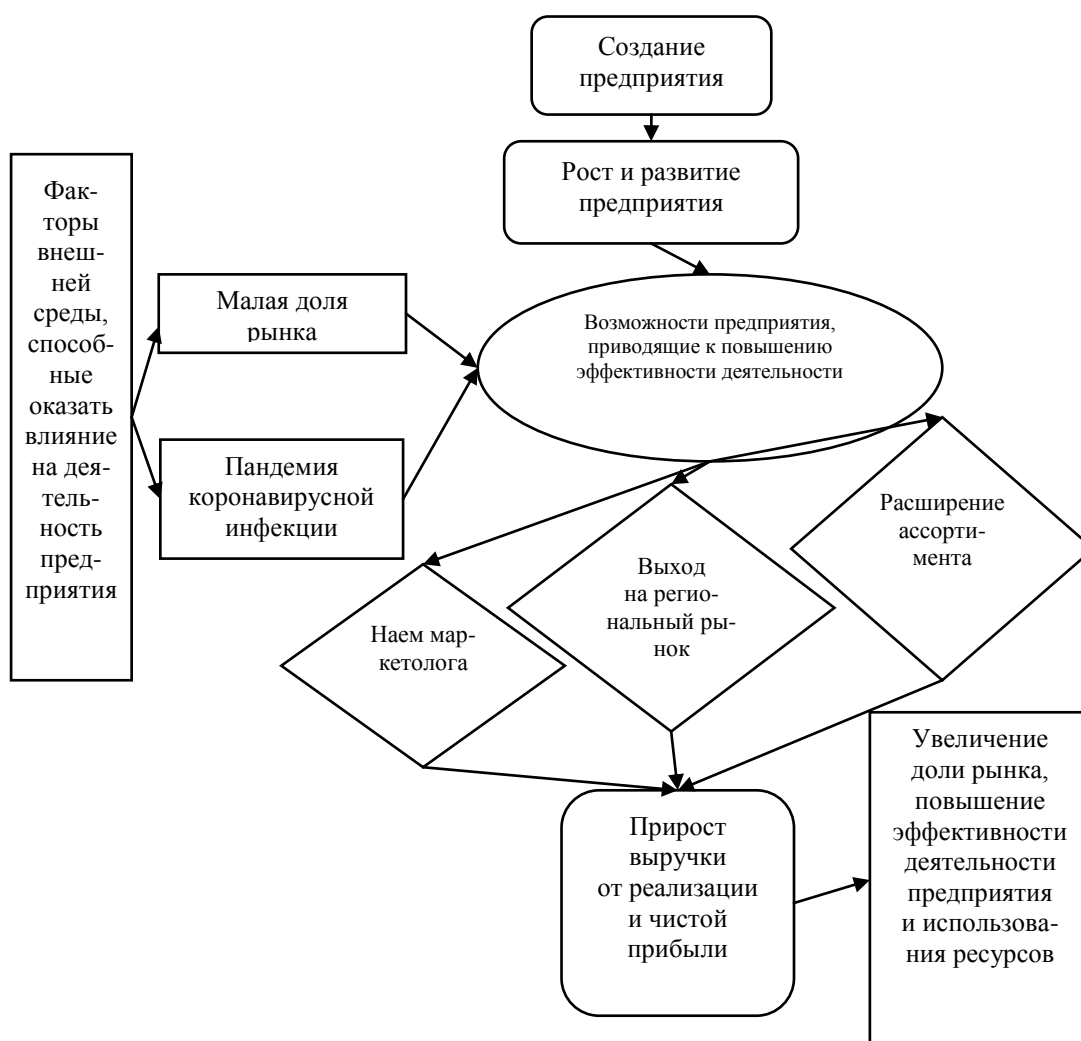 Создание
предприятия
Рост и развитие
предприятия
Фак-
торы
внеш-
ней
среды,
способ-
ные
оказать
влияние
на дея-
тель-
ность
пред-
приятия
Малая доля
рынка
Возможности предприятия,
приводящие к повышению
эффективности деятельности
Пандемия
коронавирусной
инфекции
Расширение
ассорти-
мента
Выход
на регио-
нальный ры-
нок
Наем мар-
кетолога
Прирост
выручки
от реализации
и чистой
прибыли
Увеличение
доли рынка,
повышение
эффективности
деятельности
предприятия
и использова-
ния ресурсов